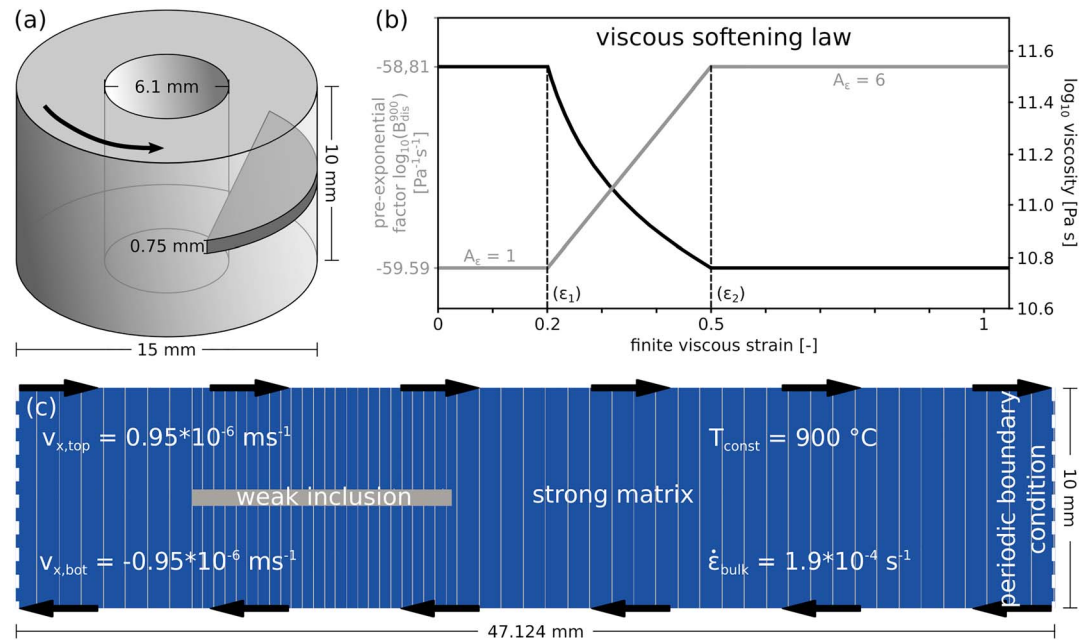 (a)
6.1 mm
10 mm
0.75 mm
15 mm
(b)
viscous softening law
-58,81
-59.59
pre-exponential
factor log₁₀(B⁹⁰⁰dis)
[Pa⁻¹s⁻¹]
Aε = 1
Aε = 6
(ε₁)
(ε₂)
0
0.2
0.5
1
finite viscous strain [-]
11.6
11.4
11.2
11.0
10.8
10.6
log₁₀ viscosity [Pa s]
(c)
vx,top = 0.95*10⁻⁶ ms⁻¹
Tconst = 900 °C
weak inclusion
strong matrix
vx,bot = -0.95*10⁻⁶ ms⁻¹
ε̇bulk = 1.9*10⁻⁴ s⁻¹
periodic boundary
condition
10 mm
47.124 mm